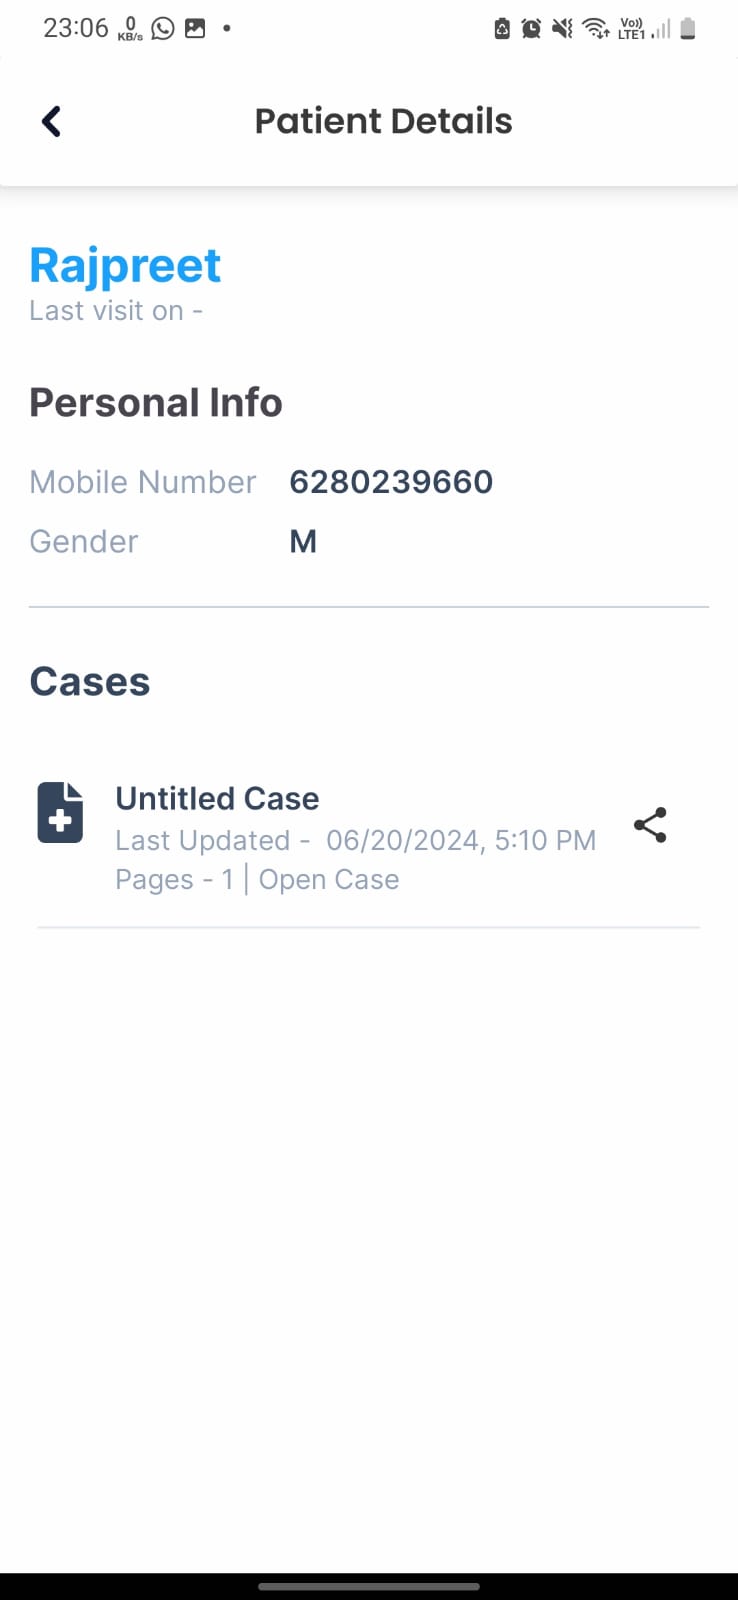 23:06 0 KB/s Vo)) LTE1
Patient Details
Rajpreet
Last visit on -
Personal Info
Mobile Number 6280239660
Gender M
Cases
Untitled Case
Last Updated - 06/20/2024, 5:10 PM
Pages - 1 | Open Case